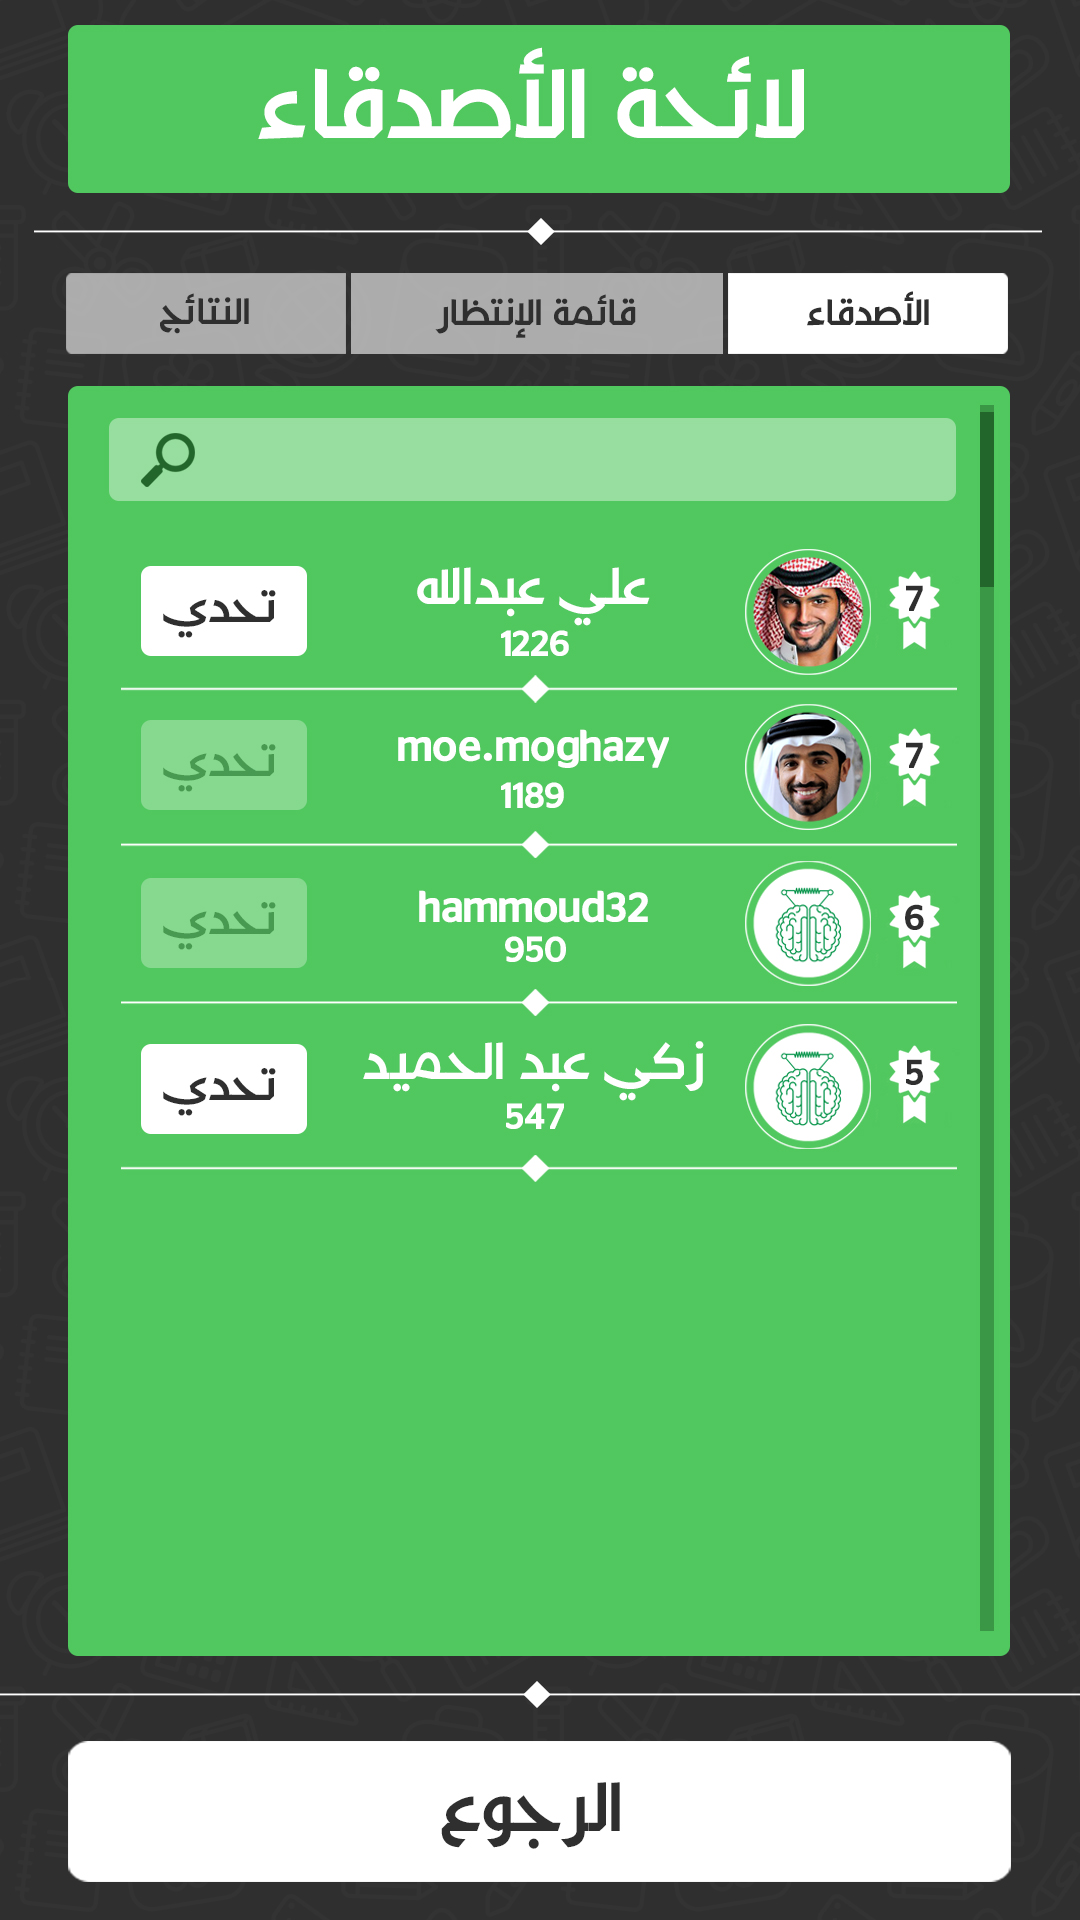 لائحة الأصدقاء
الأصدقاء
قائمة الإنتظار
النتائج
7
علي عبدالله
1226
تحدي
7
moe.moghazy
1189
تحدي
6
hammoud32
950
تحدي
5
زكي عبد الحميد
547
تحدي
الرجوع